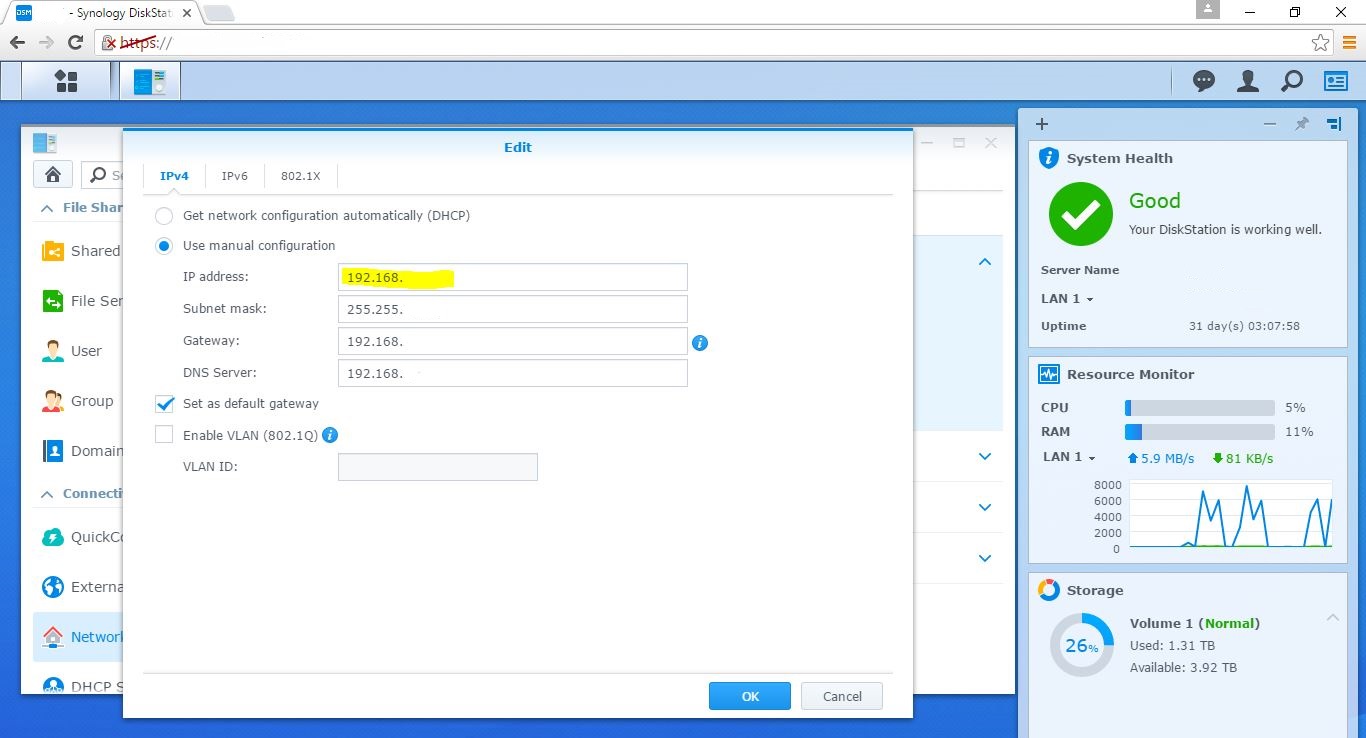 DSM
- Synology DiskStat
https://
Edit
IPv4 IPv6 802.1X
Get network configuration automatically (DHCP)
Use manual configuration
IP address: 192.168.
Subnet mask: 255.255.
Gateway: 192.168.
DNS Server: 192.168.
Set as default gateway
Enable VLAN (802.1Q)
VLAN ID:
OK Cancel
File Shar
Shared
File Ser
User
Group
Domain
Connecti
QuickCo
Externa
Network
DHCP S
System Health
Good
Your DiskStation is working well.
Server Name
LAN 1
Uptime 31 day(s) 03:07:58
Resource Monitor
CPU 5%
RAM 11%
LAN 1 5.9 MB/s 81 KB/s
8000
6000
4000
2000
0
Storage
26%
Volume 1 (Normal)
Used: 1.31 TB
Available: 3.92 TB